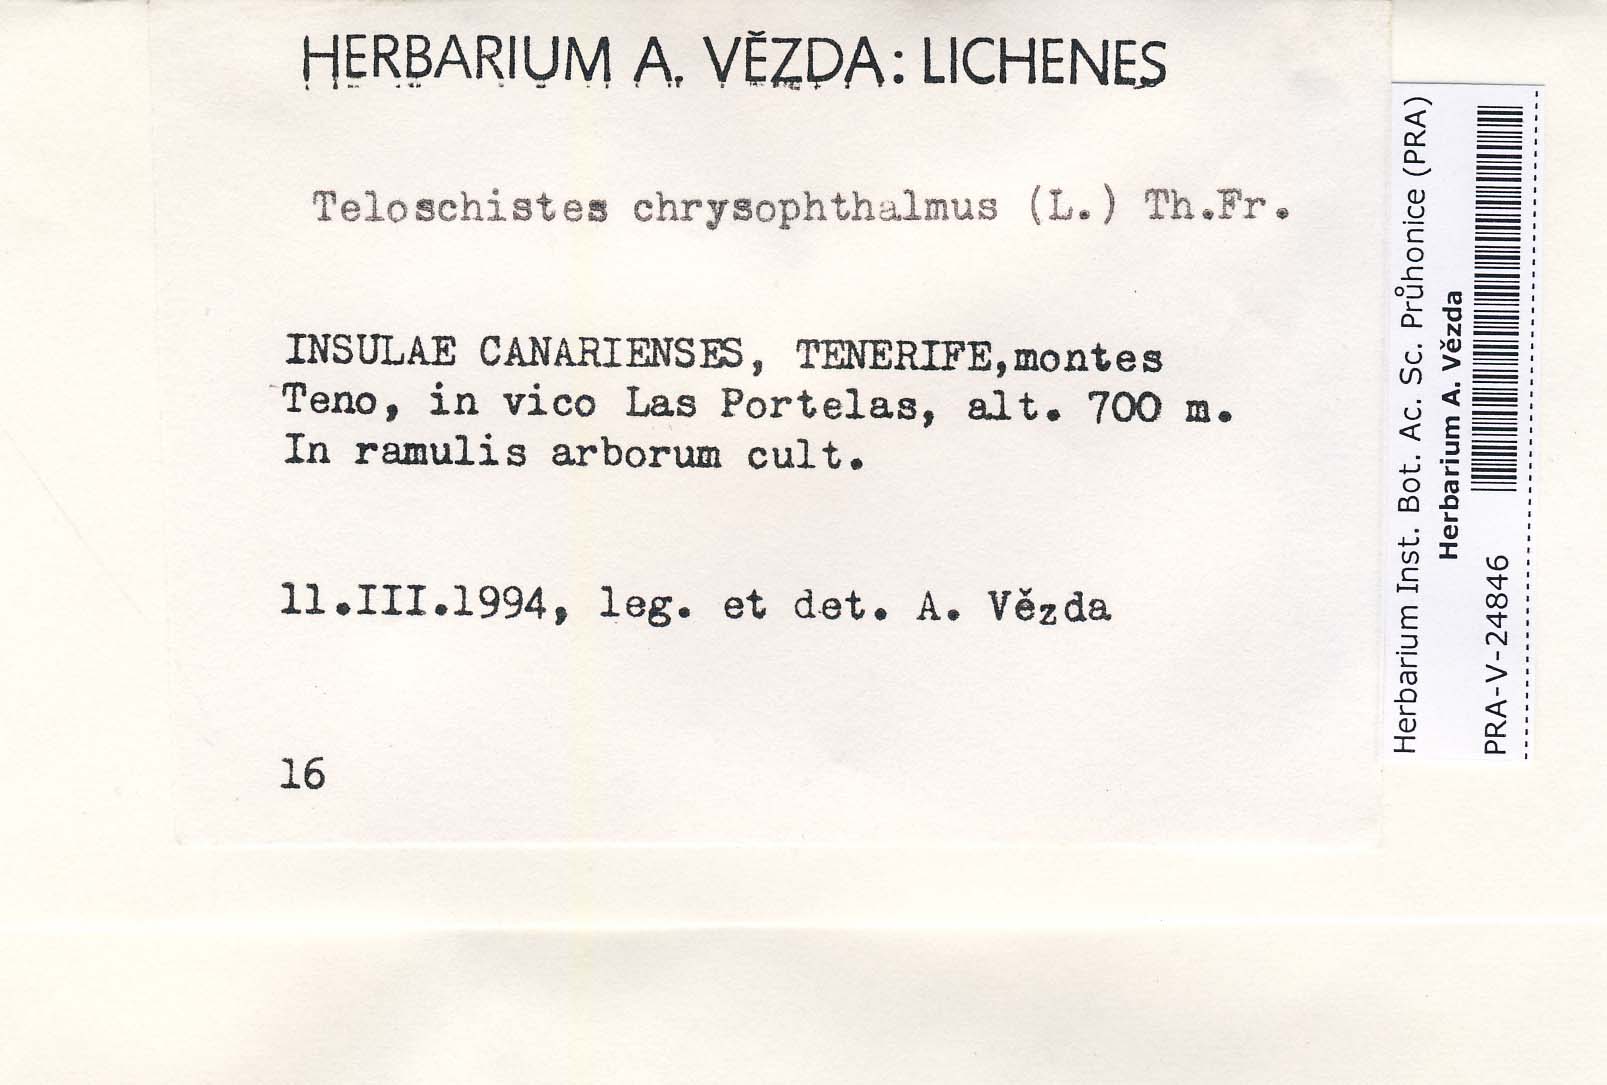 HERBARIUM A. VĚZDA: LICHENES
Teloschistes chrysophthalmus (L.) Th.Fr.
INSULAE CANARIENSES, TENERIFE,montes
Teno, in vico Las Portelas, alt. 700 m.
In ramulis arborum cult.
11.III.1994, leg. et det. A. Vězda
16
Herbarium Inst. Bot. Ac. Sc. Průhonice (PRA)
Herbarium A. Vězda
PRA-V-24846